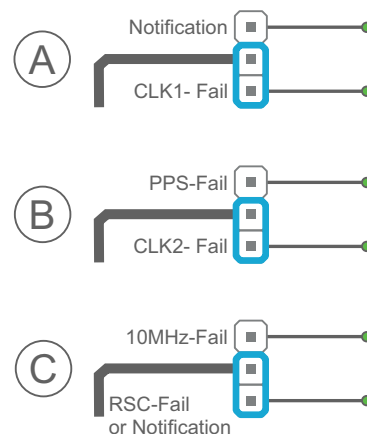 Notification
A
CLK1- Fail
PPS-Fail
B
CLK2- Fail
10MHz-Fail
C
RSC-Fail
or Notification